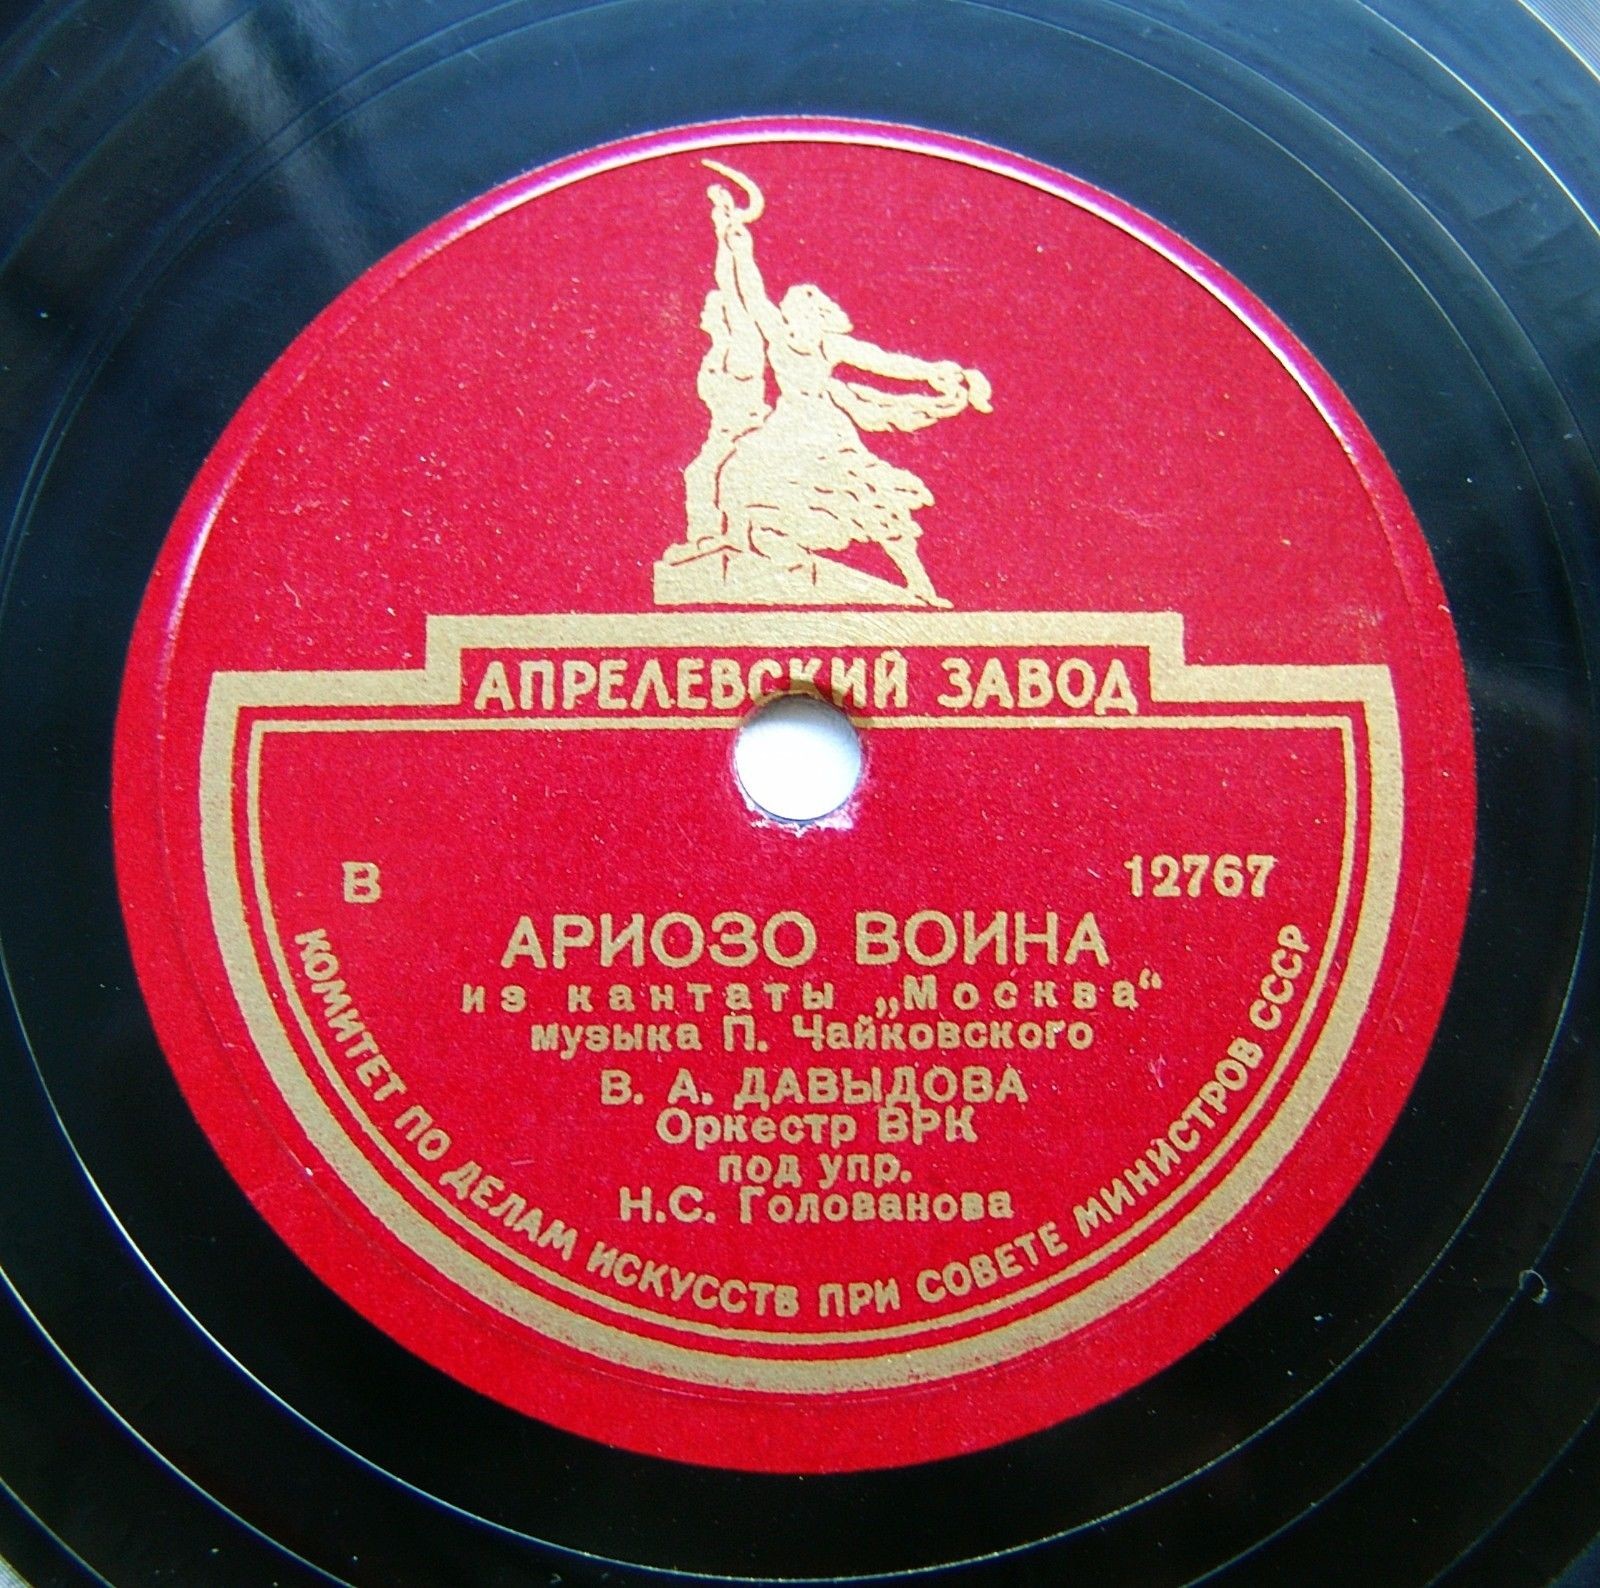 АПРЕЛЕВСКИЙ ЗАВОД
В 12767
АРИОЗО ВОИНА
из кантаты „Москва“
музыка П. Чайковского
В. А. ДАВЫДОВА
Оркестр ВРК
под упр.
Н.С. Голованова
КОМИТЕТ ПО ДЕЛАМ ИСКУССТВ ПРИ СОВЕТЕ МИНИСТРОВ СССР